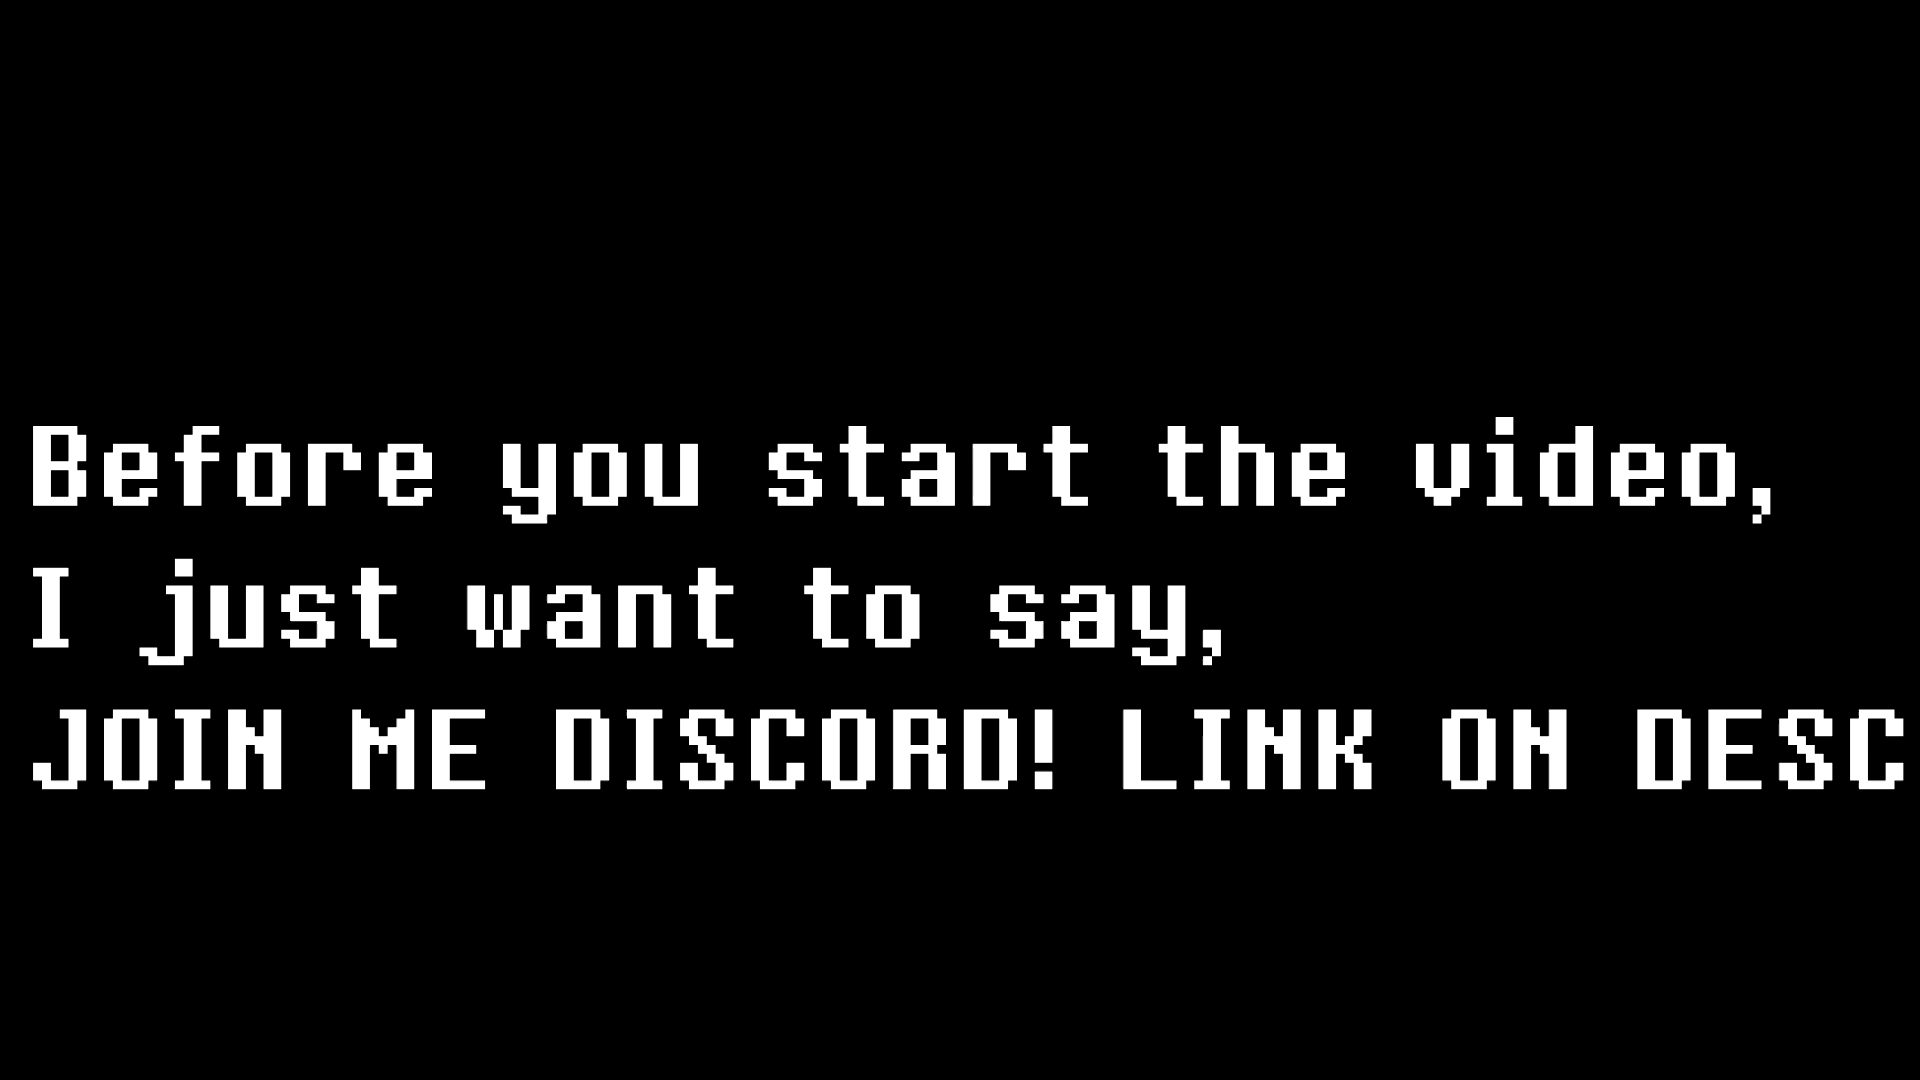 Before you start the video,
I just want to say,
JOIN ME DISCORD! LINK ON DESC